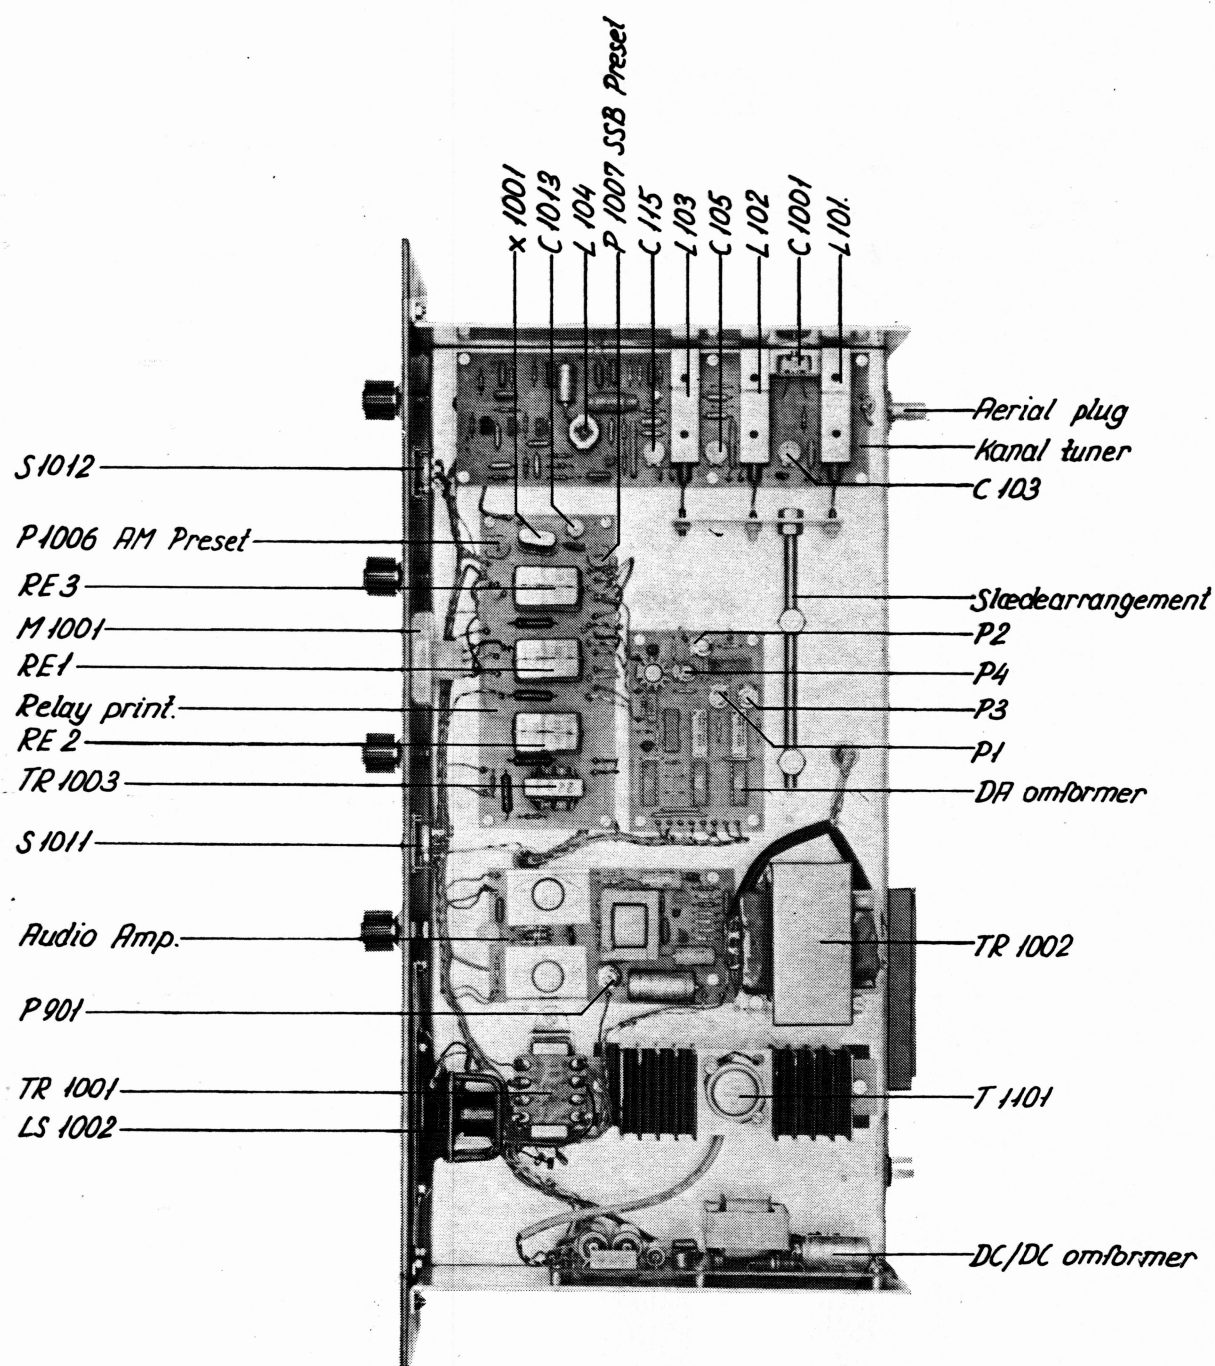 x 1001
C 1013
L 104
P 1007 SSB Preset
C 115
L 103
C 105
L 102
C 1001
L 101.
S 1012
P 1006 AM Preset
RE 3
M 1001
RE 1
Relay print.
RE 2
TR 1003
S 1011
Audio Amp.
P 901
TR 1001
LS 1002
Aerial plug
Kanal tuner
C 103
Slædearrangement
P2
P4
P3
P1
DA omformer
TR 1002
T 1101
DC/DC omformer